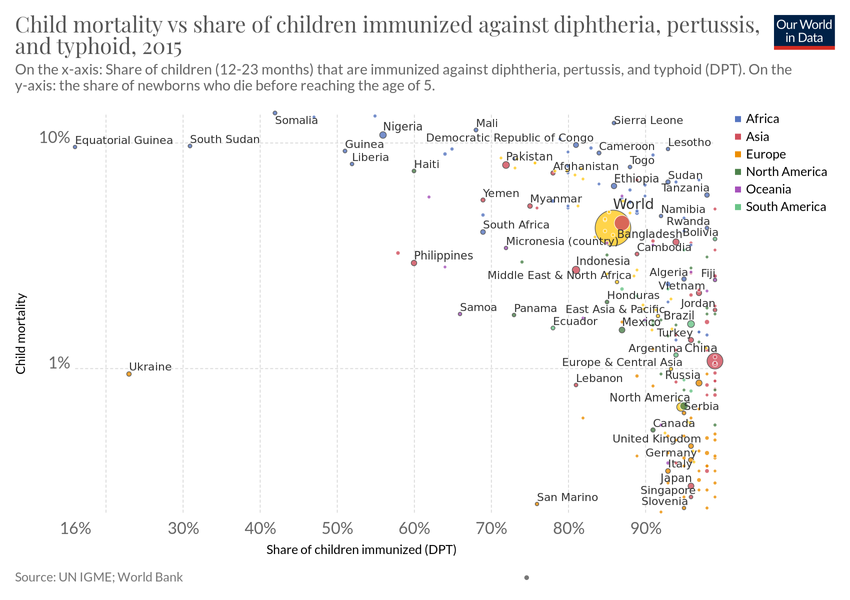 Child mortality vs share of children immunized against diphtheria, pertussis,
and typhoid, 2015
Our World
in Data
On the x-axis: Share of children (12-23 months) that are immunized against diphtheria, pertussis, and typhoid (DPT). On the
y-axis: the share of newborns who die before reaching the age of 5.
Somalia
Mali
Sierra Leone
Africa
Nigeria
10%
Equatorial Guinea
South Sudan
Democratic Republic of Congo
Asia
Guinea
Cameroon
Lesotho
Europe
Liberia
Haiti
Pakistan
Afghanistan
Togo
North America
Ethiopia
Sudan
Tanzania
Oceania
Yemen
Myanmar
World
South America
Namibia
South Africa
Rwanda
Bangladesh
Bolivia
Micronesia (country)
Cambodia
Philippines
Indonesia
Middle East & North Africa
Algeria
Fiji
Vietnam
Honduras
Jordan
Samoa
Panama
East Asia & Pacific
Brazil
Ecuador
Mexico
Turkey
Argentina
China
1%
Europe & Central Asia
Ukraine
Lebanon
Russia
North America
Serbia
Canada
United Kingdom
Germany
Italy
Japan
San Marino
Singapore
Slovenia
Child mortality
16%
30%
40%
50%
60%
70%
80%
90%
Share of children immunized (DPT)
Source: UN IGME; World Bank